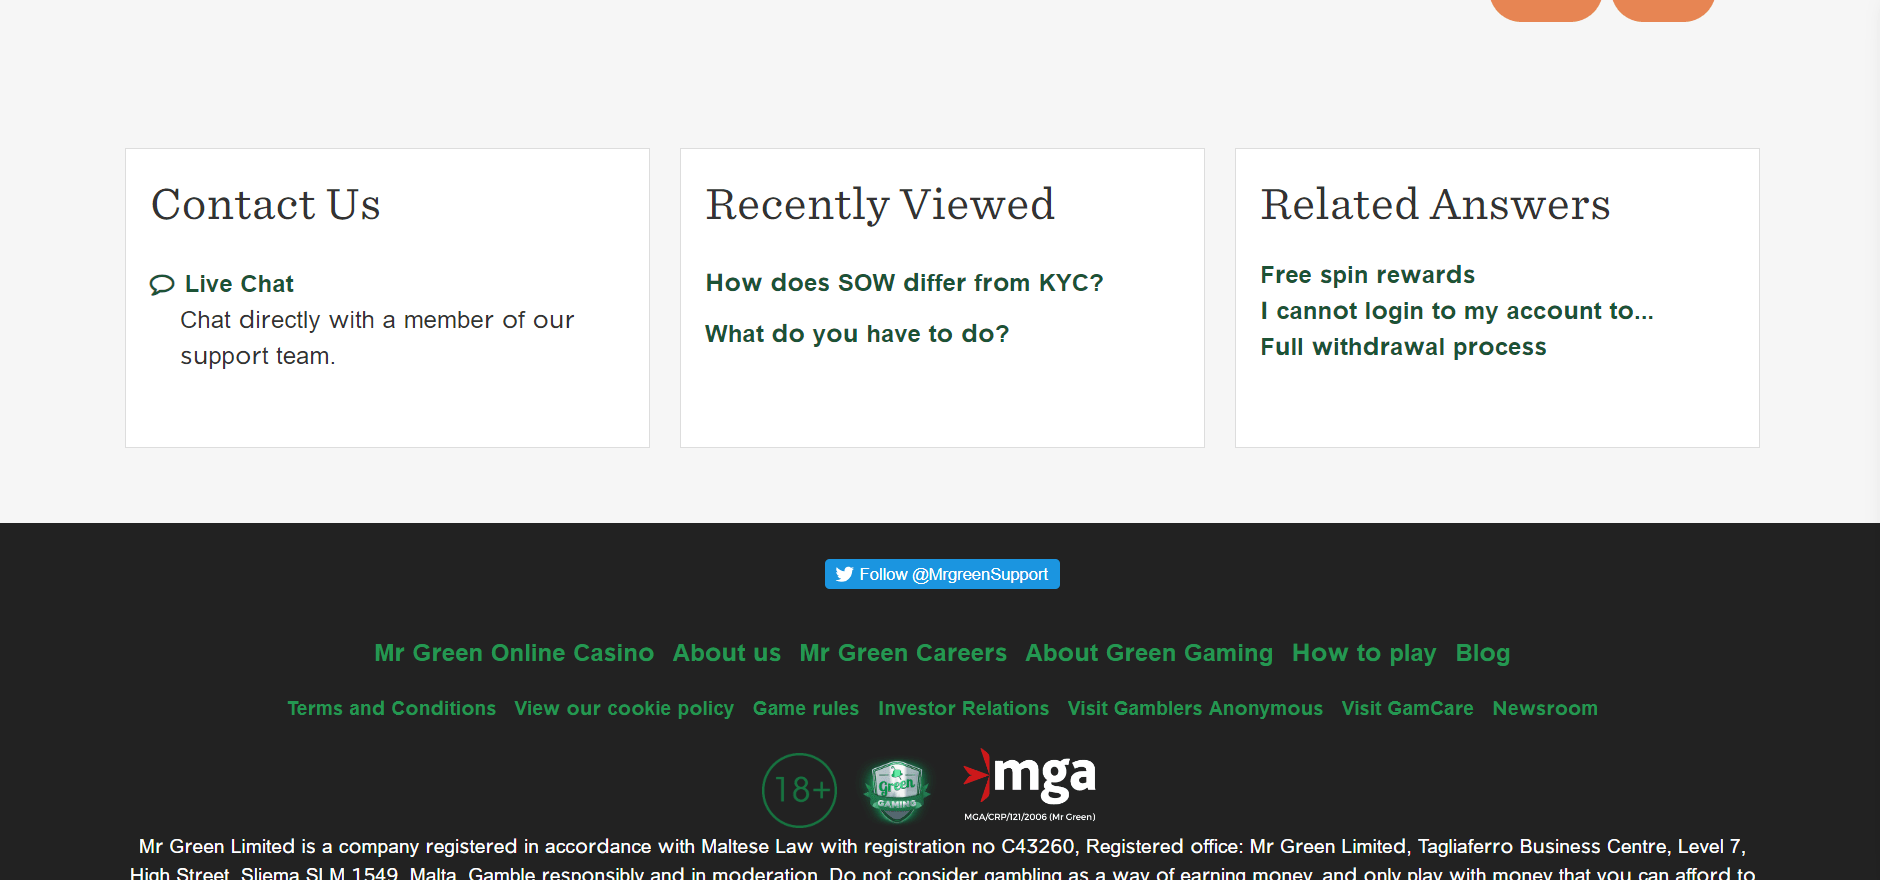 Contact Us
Live Chat
Chat directly with a member of our
support team.
Recently Viewed
How does SOW differ from KYC?
What do you have to do?
Related Answers
Free spin rewards
I cannot login to my account to...
Full withdrawal process
Follow @MrgreenSupport
Mr Green Online Casino About us Mr Green Careers About Green Gaming How to play Blog
Terms and Conditions View our cookie policy Game rules Investor Relations Visit Gamblers Anonymous Visit GamCare Newsroom
18+
Green
GAMING
mga
MGA/CRP/121/2006 (Mr Green)
Mr Green Limited is a company registered in accordance with Maltese Law with registration no C43260, Registered office: Mr Green Limited, Tagliaferro Business Centre, Level 7,
High Street, Sliema SLM 1549, Malta. Gamble responsibly and in moderation. Do not consider gambling as a way of earning money, and only play with money that you can afford to